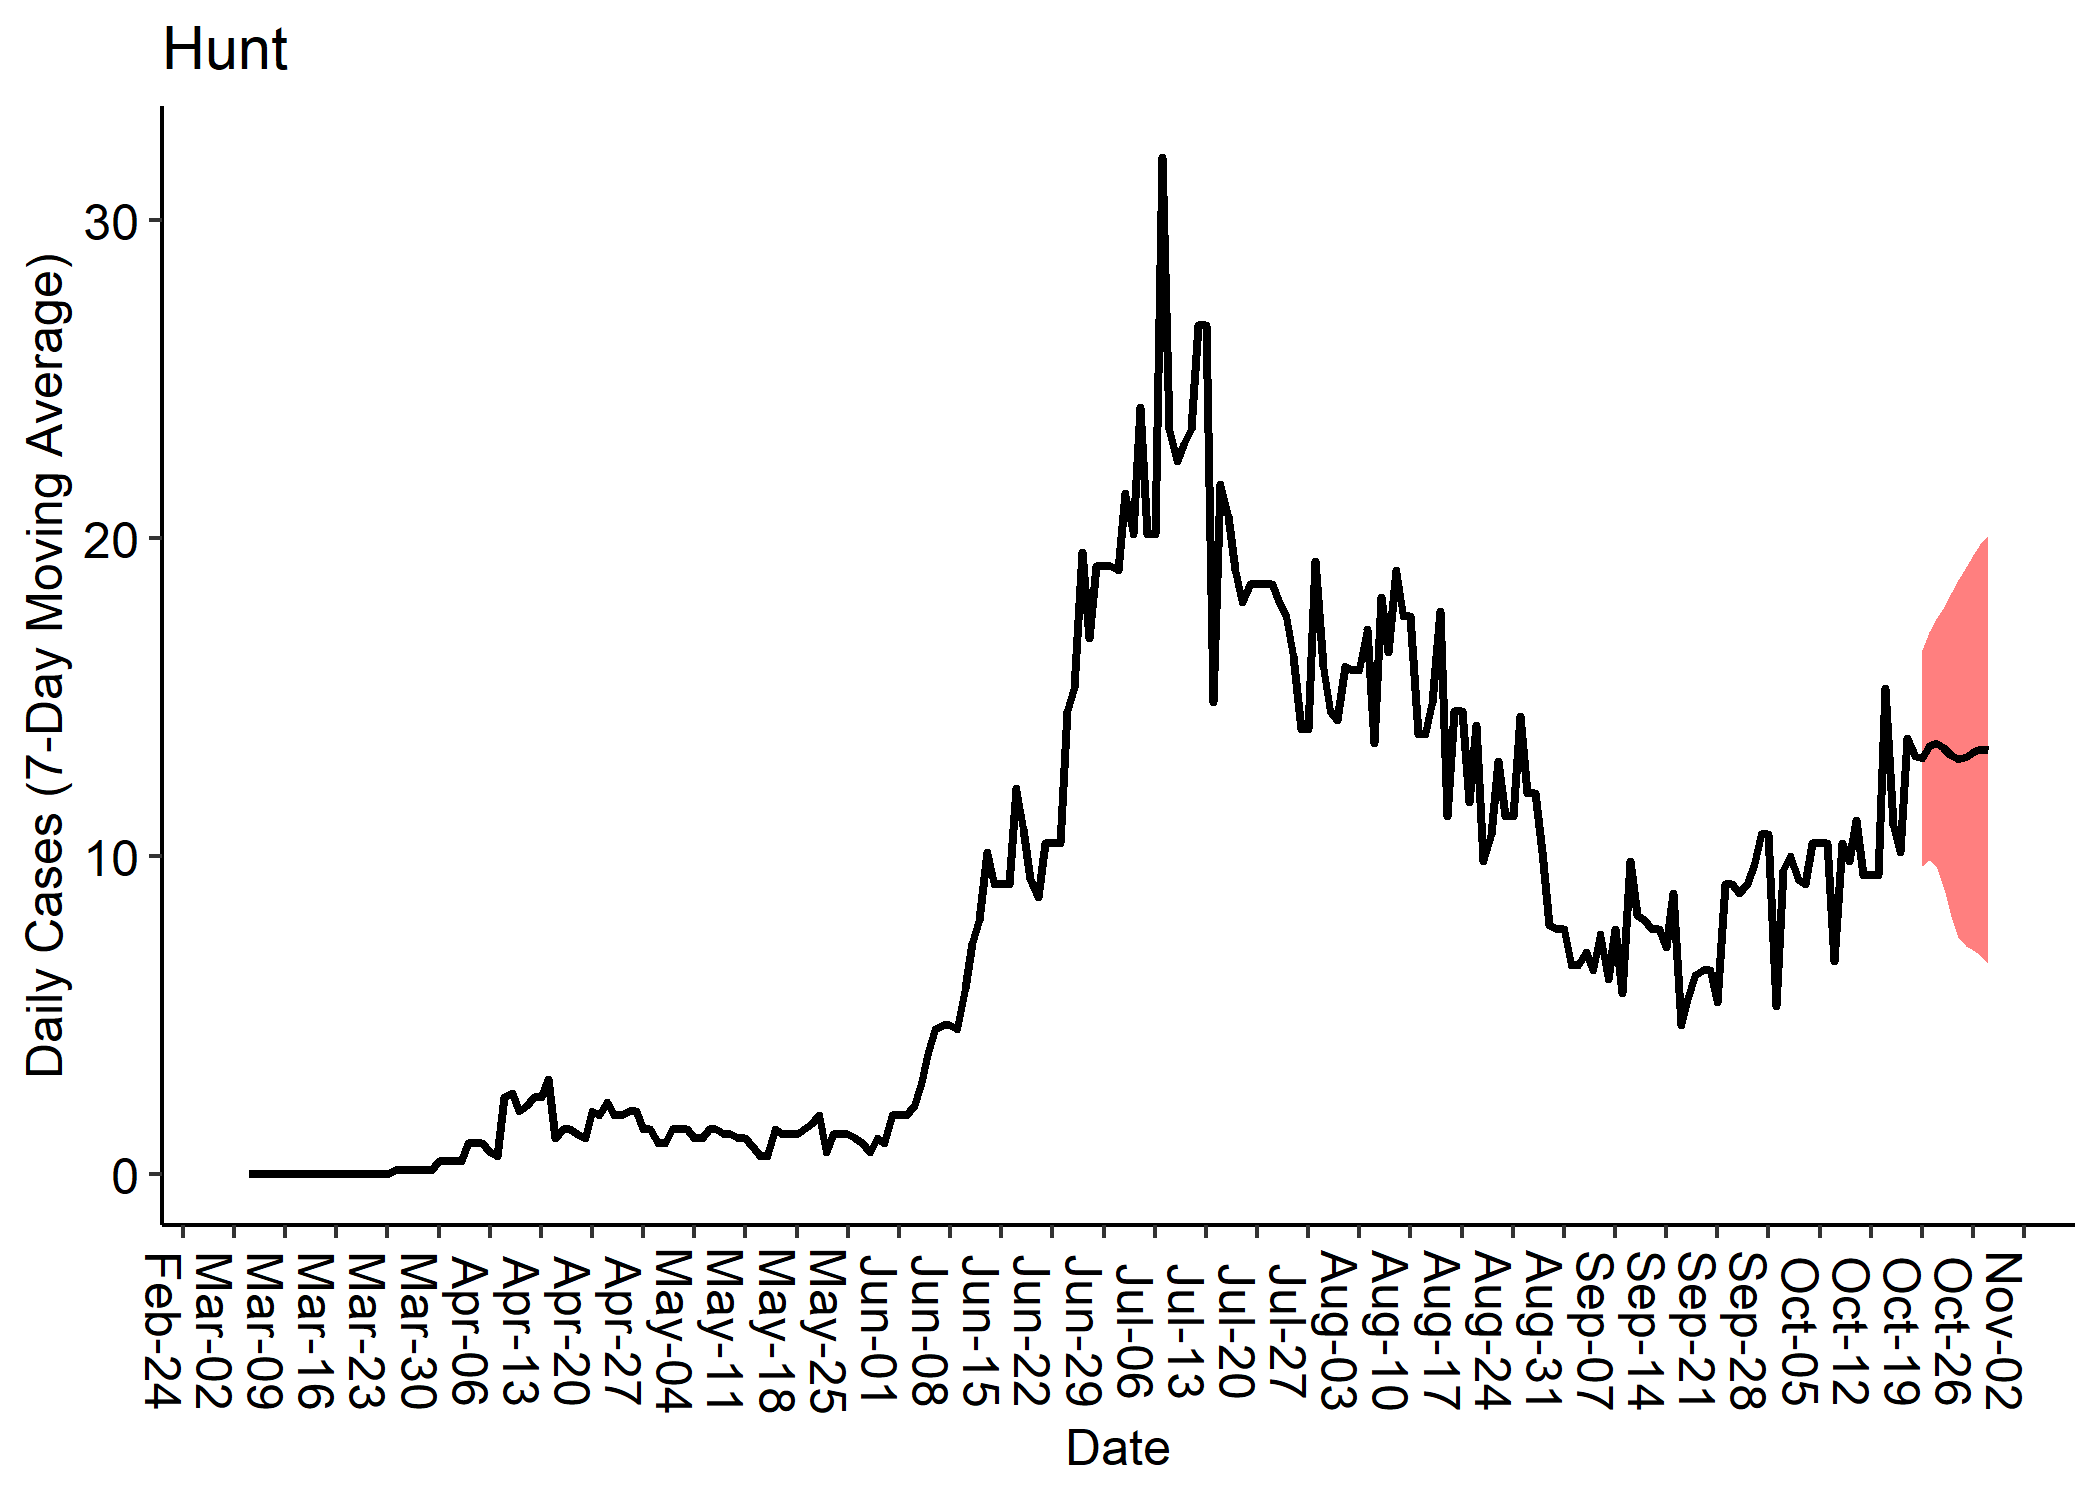 Hunt
Daily Cases (7-Day Moving Average)
30
20
10
0
Feb-24
Mar-02
Mar-09
Mar-16
Mar-23
Mar-30
Apr-06
Apr-13
Apr-20
Apr-27
May-04
May-11
May-18
May-25
Jun-01
Jun-08
Jun-15
Jun-22
Jun-29
Jul-06
Jul-13
Jul-20
Jul-27
Aug-03
Aug-10
Aug-17
Aug-24
Aug-31
Sep-07
Sep-14
Sep-21
Sep-28
Oct-05
Oct-12
Oct-19
Oct-26
Nov-02
Date